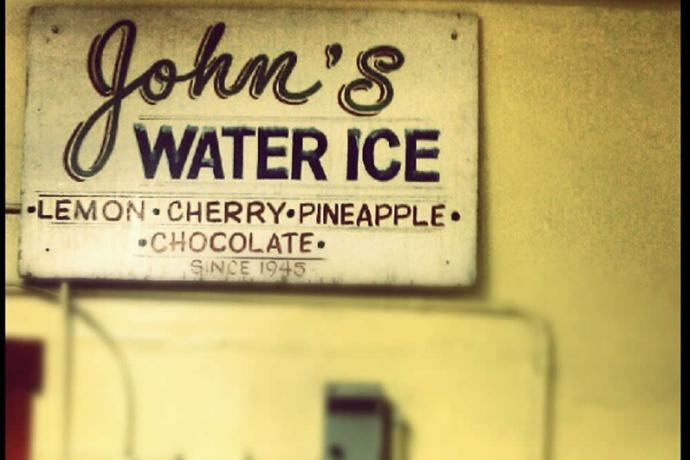 John's
WATER ICE
•LEMON•CHERRY•PINEAPPLE•
•CHOCOLATE•
SINCE 1945